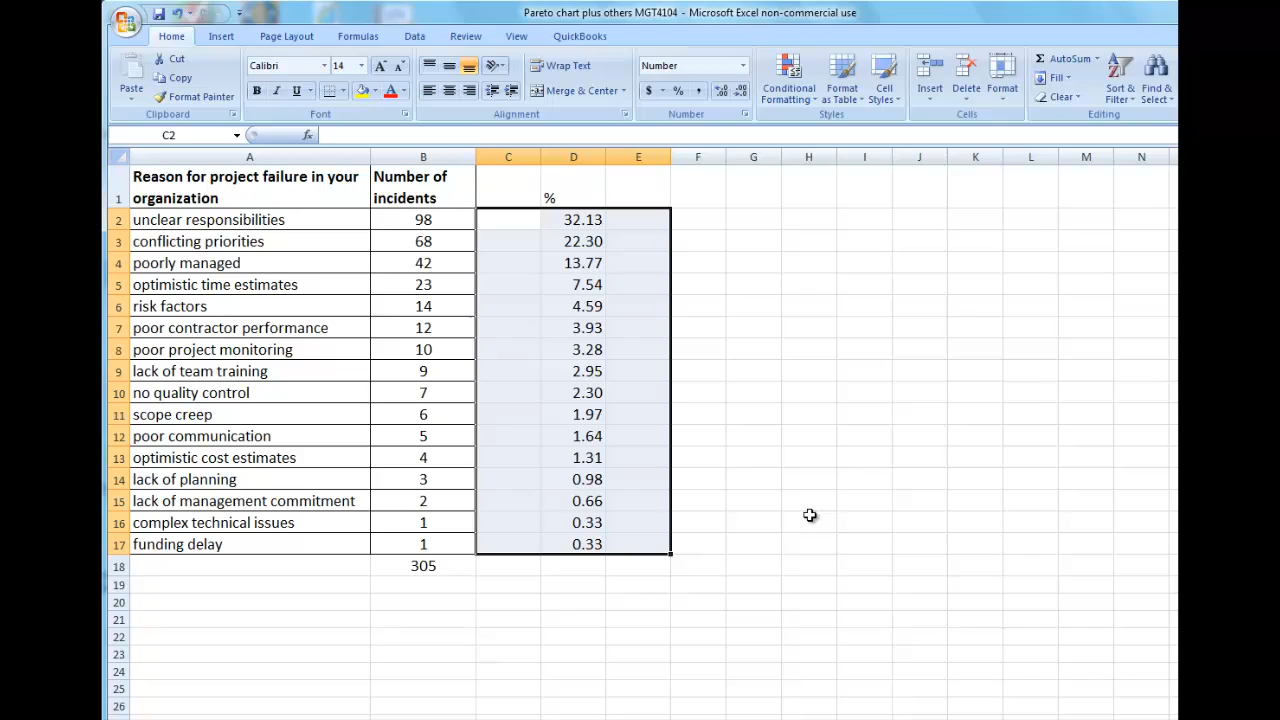 Pareto chart plus others MGT4104 - Microsoft Excel non-commercial use
Home Insert Page Layout Formulas Data Review View QuickBooks
Paste
Cut
Copy
Format Painter
Clipboard
Calibri 14
A A
B I U A
Font
Wrap Text
Merge & Center
Alignment
Number
$ % , .0 .00 .00 .0
Number
Conditional Formatting
Format as Table
Cell Styles
Styles
Insert Delete Format
Cells
Σ AutoSum
Fill
Clear
Sort & Filter
Find & Select
Editing
C2 fx
A B C D E F G H I J K L M N
1 Reason for project failure in your organization Number of incidents %
2 unclear responsibilities 98 32.13
3 conflicting priorities 68 22.30
4 poorly managed 42 13.77
5 optimistic time estimates 23 7.54
6 risk factors 14 4.59
7 poor contractor performance 12 3.93
8 poor project monitoring 10 3.28
9 lack of team training 9 2.95
10 no quality control 7 2.30
11 scope creep 6 1.97
12 poor communication 5 1.64
13 optimistic cost estimates 4 1.31
14 lack of planning 3 0.98
15 lack of management commitment 2 0.66
16 complex technical issues 1 0.33
17 funding delay 1 0.33
18 305
19
20
21
22
23
24
25
26